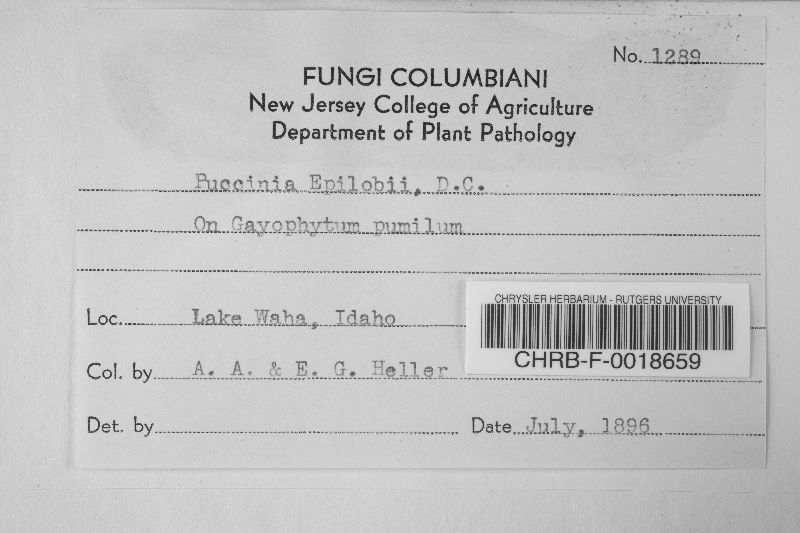 No. 1289
FUNGI COLUMBIANI
New Jersey College of Agriculture
Department of Plant Pathology
Puccinia Epilobii, D.C.
On Gayophytum pumilum
Loc. Lake Waha, Idaho
CHRYSLER HERBARIUM - RUTGERS UNIVERSITY
CHRB-F-0018659
Col. by A. A. & E. G. Heller
Det. by
Date July, 1896